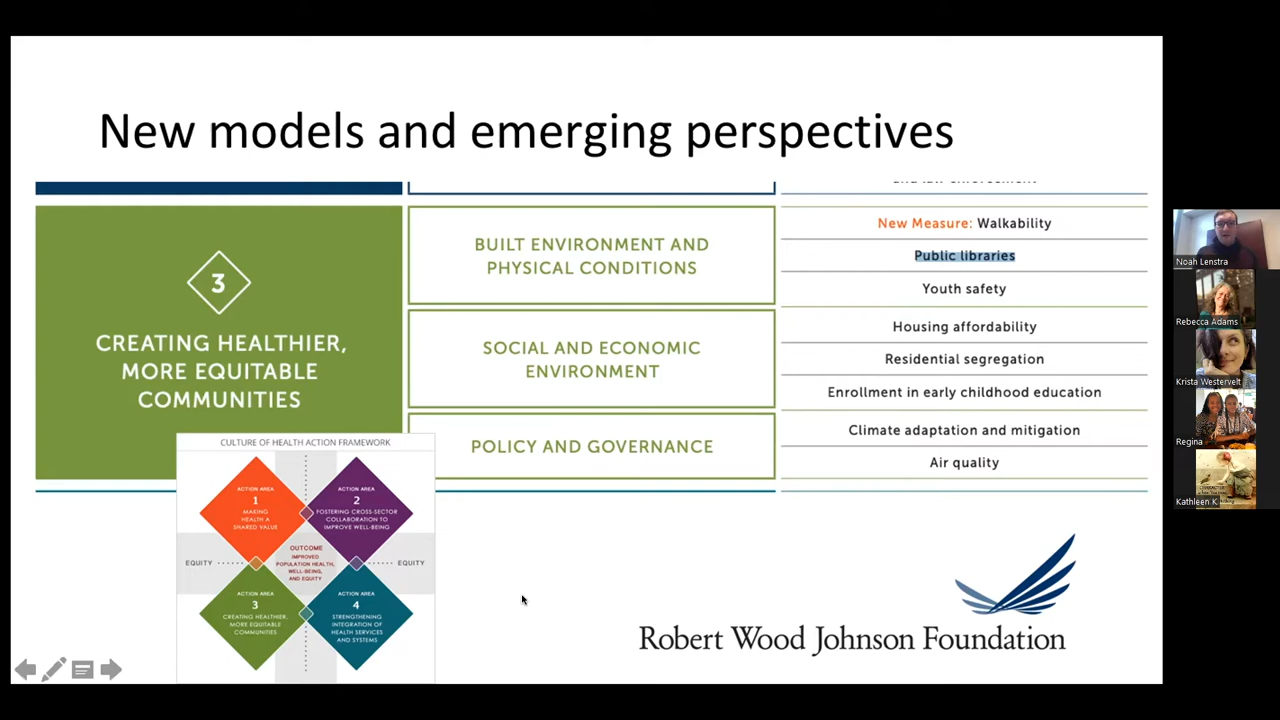 New models and emerging perspectives
3
CREATING HEALTHIER,
MORE EQUITABLE
COMMUNITIES
BUILT ENVIRONMENT AND
PHYSICAL CONDITIONS
SOCIAL AND ECONOMIC
ENVIRONMENT
POLICY AND GOVERNANCE
and law enforcement
New Measure: Walkability
Public libraries
Youth safety
Housing affordability
Residential segregation
Enrollment in early childhood education
Climate adaptation and mitigation
Air quality
CULTURE OF HEALTH ACTION FRAMEWORK
ACTION AREA
1
MAKING
HEALTH A
SHARED VALUE
ACTION AREA
2
FOSTERING CROSS-SECTOR
COLLABORATION TO
IMPROVE WELL-BEING
EQUITY
OUTCOME
IMPROVED
POPULATION HEALTH,
WELL-BEING,
AND EQUITY
EQUITY
ACTION AREA
3
CREATING HEALTHIER,
MORE EQUITABLE
COMMUNITIES
ACTION AREA
4
STRENGTHENING
INTEGRATION OF
HEALTH SERVICES
AND SYSTEMS
Robert Wood Johnson Foundation
Noah Lenstra
Rebecca Adams
Krista Westervelt
Regina
Kathleen K